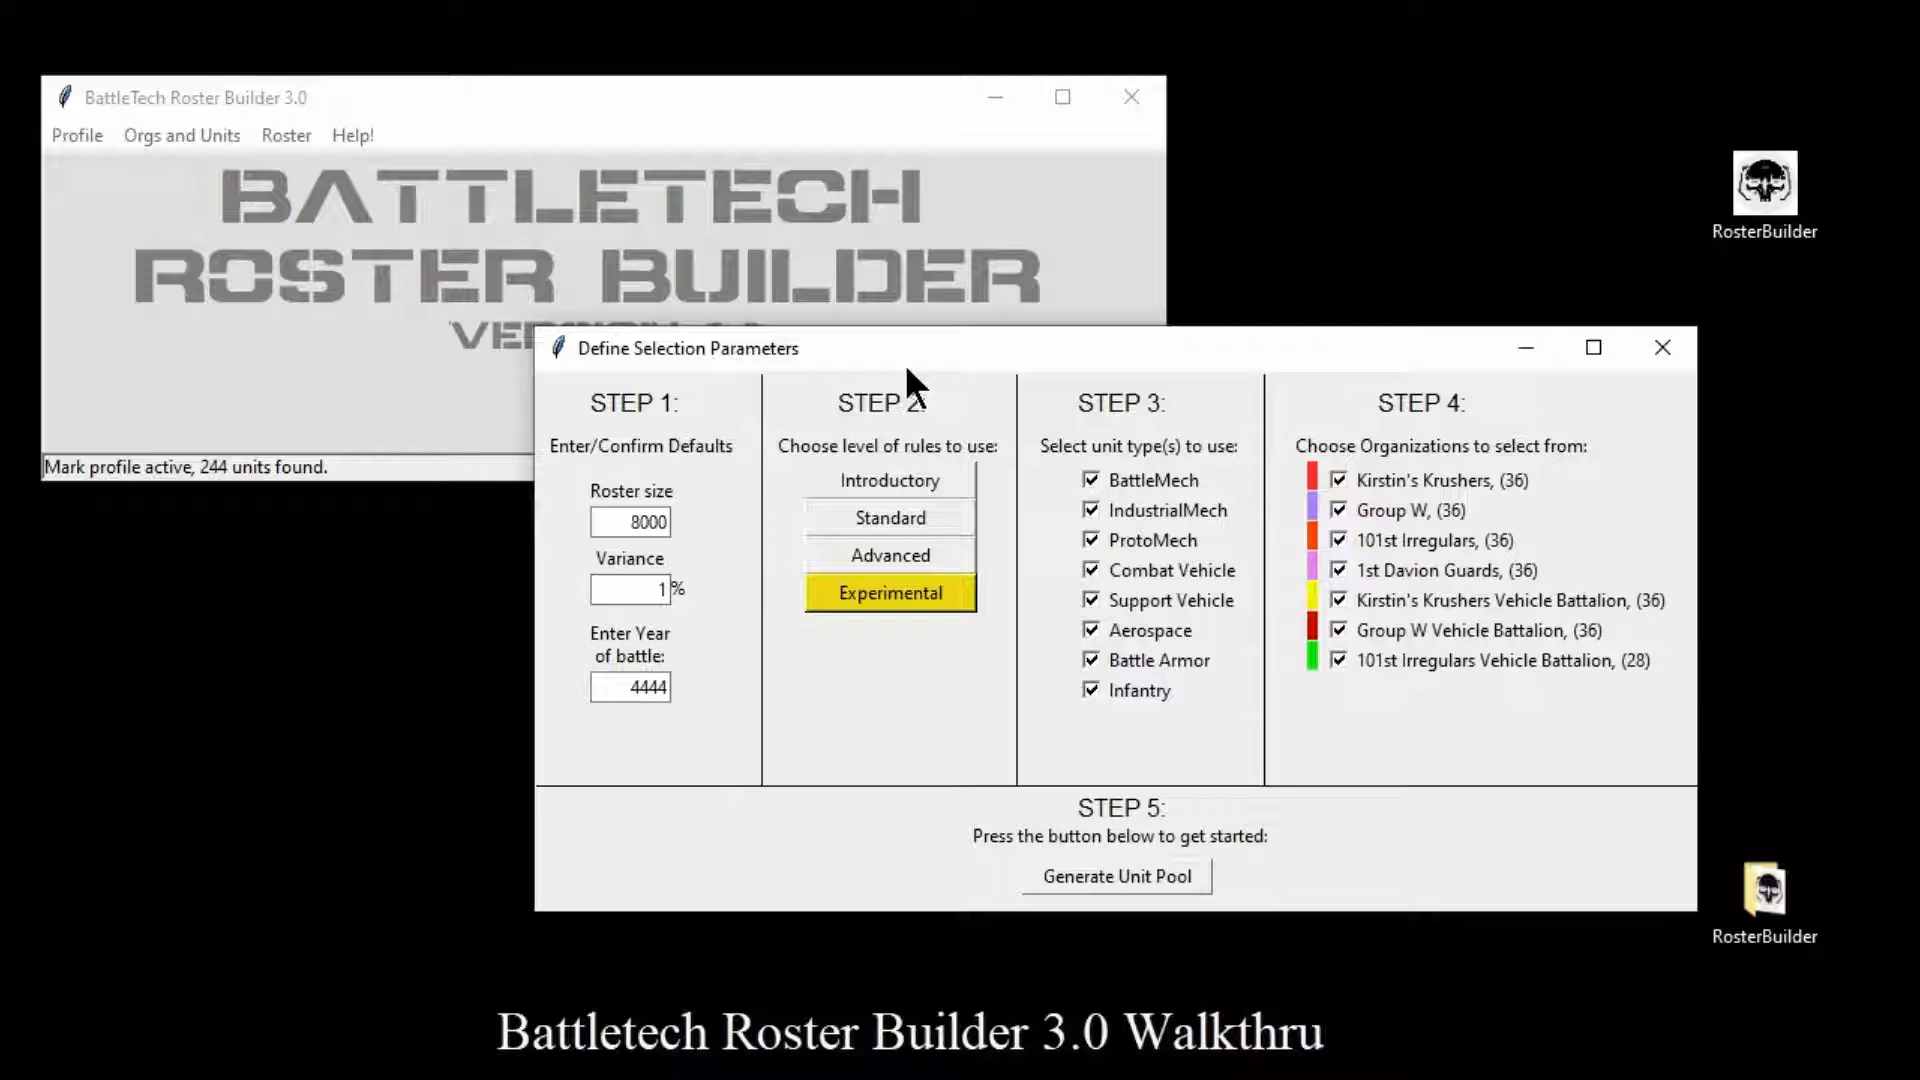 BattleTech Roster Builder 3.0
Profile Orgs and Units Roster Help!
BATTLETECH
ROSTER BUILDER
Mark profile active, 244 units found.
Define Selection Parameters
STEP 1:
Enter/Confirm Defaults
Roster size
8000
Variance
1 %
Enter Year
of battle:
4444
STEP 2:
Choose level of rules to use:
Introductory
Standard
Advanced
Experimental
STEP 3:
Select unit type(s) to use:
BattleMech
IndustrialMech
ProtoMech
Combat Vehicle
Support Vehicle
Aerospace
Battle Armor
Infantry
STEP 4:
Choose Organizations to select from:
Kirstin's Krushers, (36)
Group W, (36)
101st Irregulars, (36)
1st Davion Guards, (36)
Kirstin's Krushers Vehicle Battalion, (36)
Group W Vehicle Battalion, (36)
101st Irregulars Vehicle Battalion, (28)
STEP 5:
Press the button below to get started:
Generate Unit Pool
RosterBuilder
RosterBuilder
Battletech Roster Builder 3.0 Walkthru